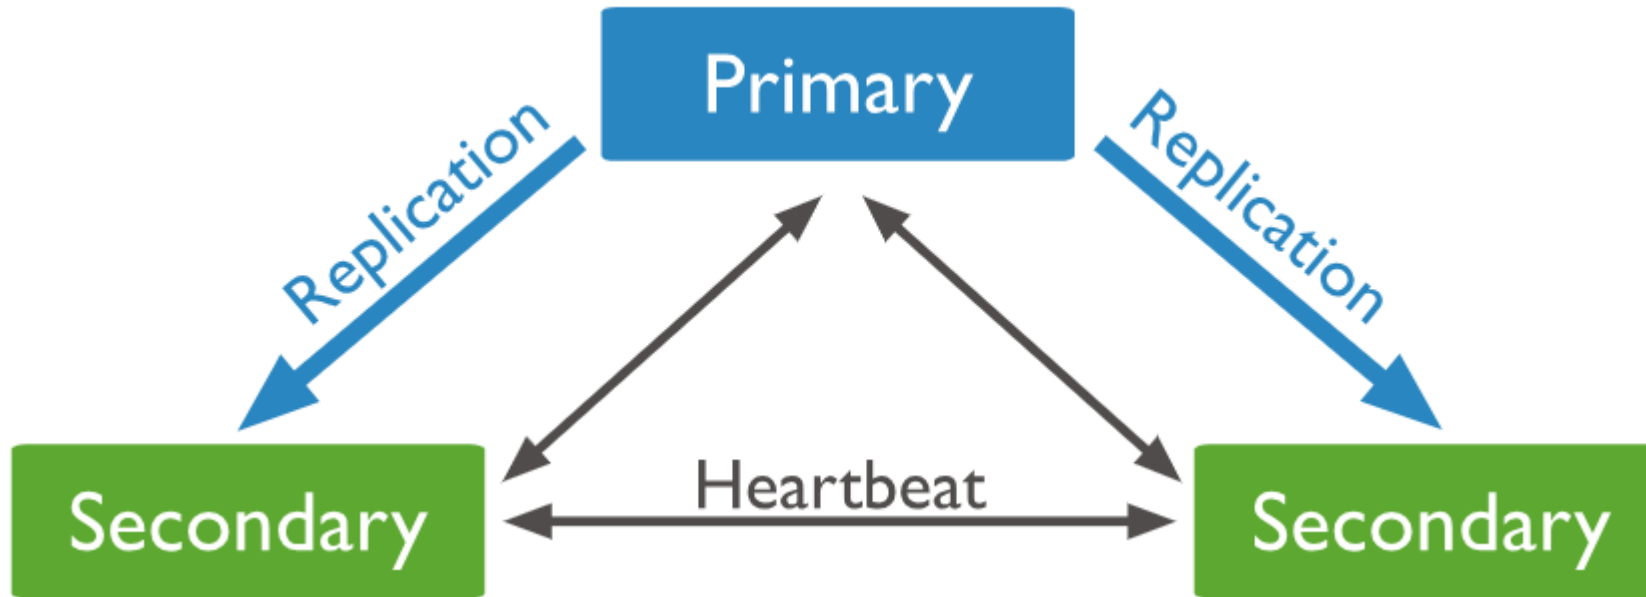 Primary
Replication
Replication
Heartbeat
Secondary
Secondary